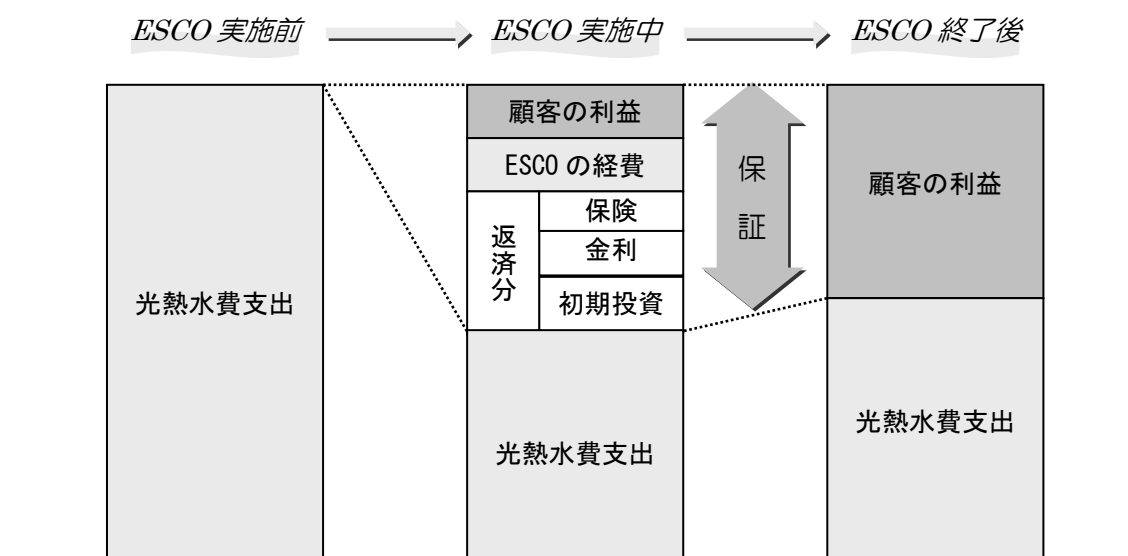 ESCO 実施前
ESCO 実施中
ESCO 終了後
光熱水費支出
顧客の利益
ESCO の経費
返済分
保険
金利
初期投資
光熱水費支出
保証
顧客の利益
光熱水費支出